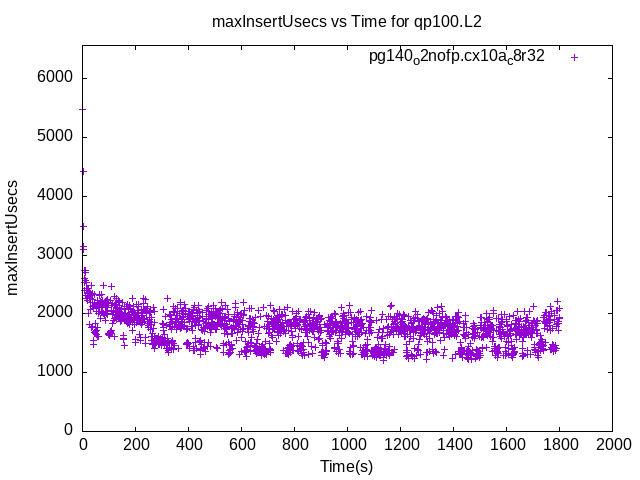 maxInsertUsecs vs Time for qp100.L2
pg140o2nofp.cx10ac8r32
6000
5000
4000
3000
2000
1000
0
maxInsertUsecs
0 200 400 600 800 1000 1200 1400 1600 1800 2000
Time(s)